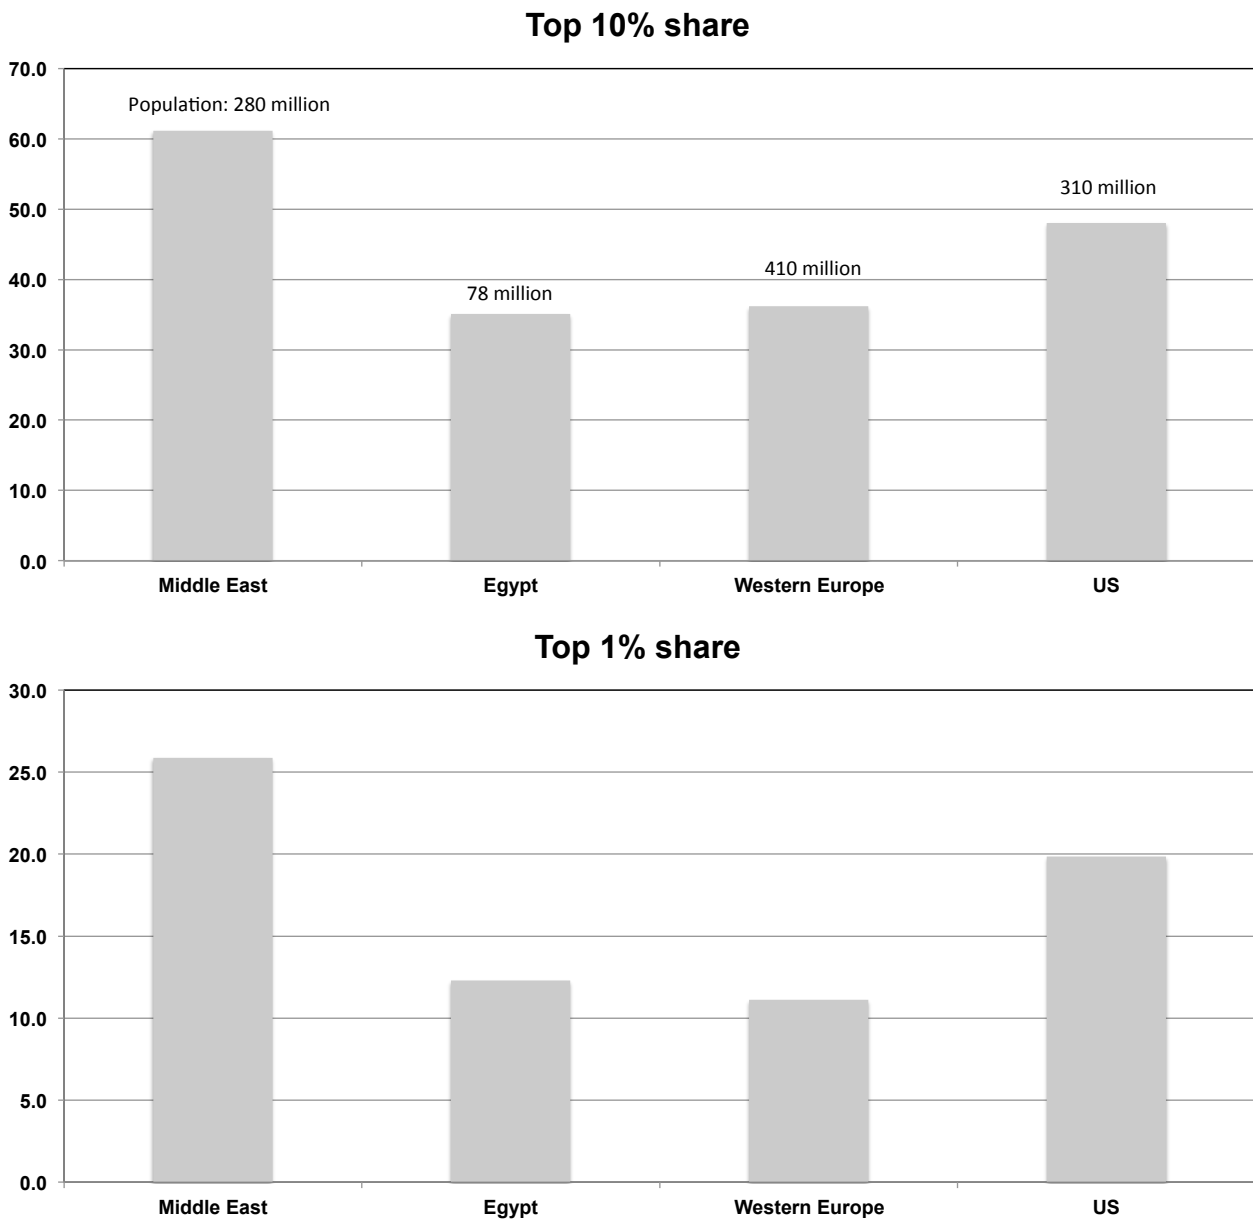 Top 10% share
70.0
Population: 280 million
60.0
310 million
50.0
410 million
40.0
78 million
30.0
20.0
10.0
0.0
Middle East Egypt Western Europe US
Top 1% share
30.0
25.0
20.0
15.0
10.0
5.0
0.0
Middle East Egypt Western Europe US